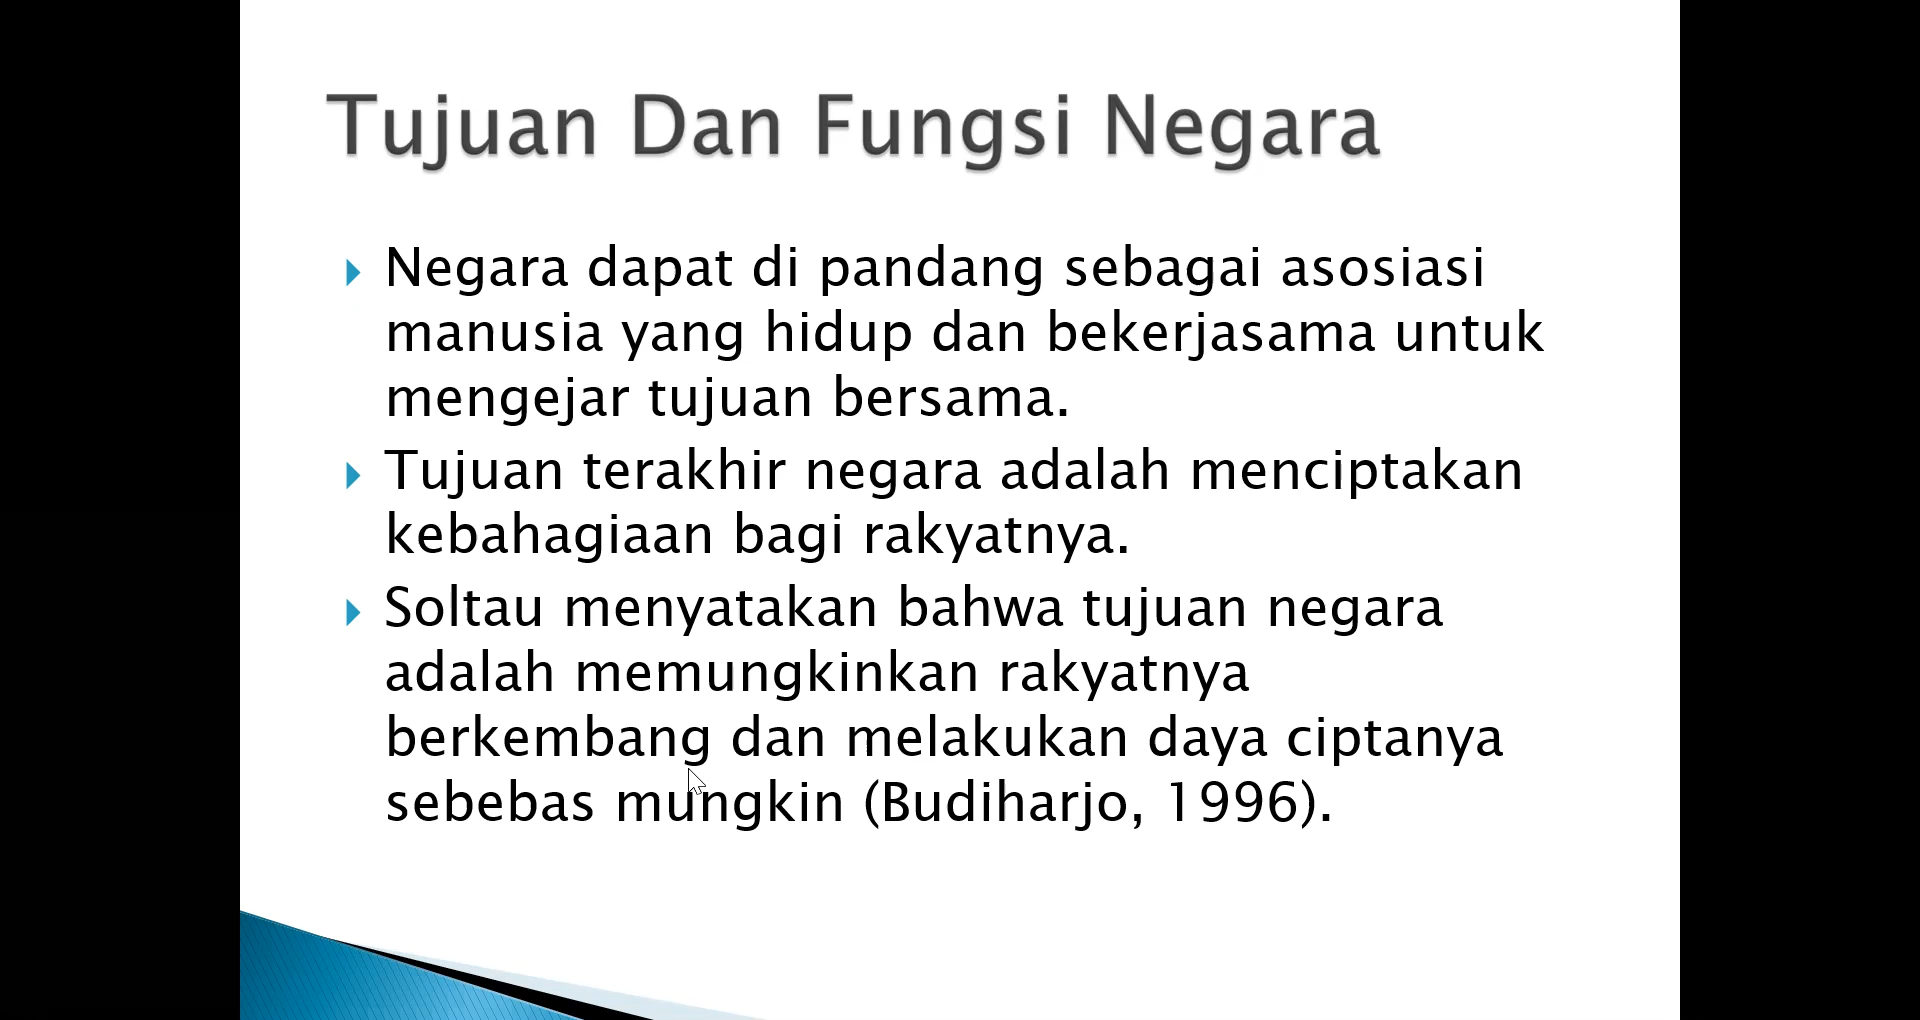 Tujuan Dan Fungsi Negara
Negara dapat di pandang sebagai asosiasi
manusia yang hidup dan bekerjasama untuk
mengejar tujuan bersama.
Tujuan terakhir negara adalah menciptakan
kebahagiaan bagi rakyatnya.
Soltau menyatakan bahwa tujuan negara
adalah memungkinkan rakyatnya
berkembang dan melakukan daya ciptanya
sebebas mungkin (Budiharjo, 1996).